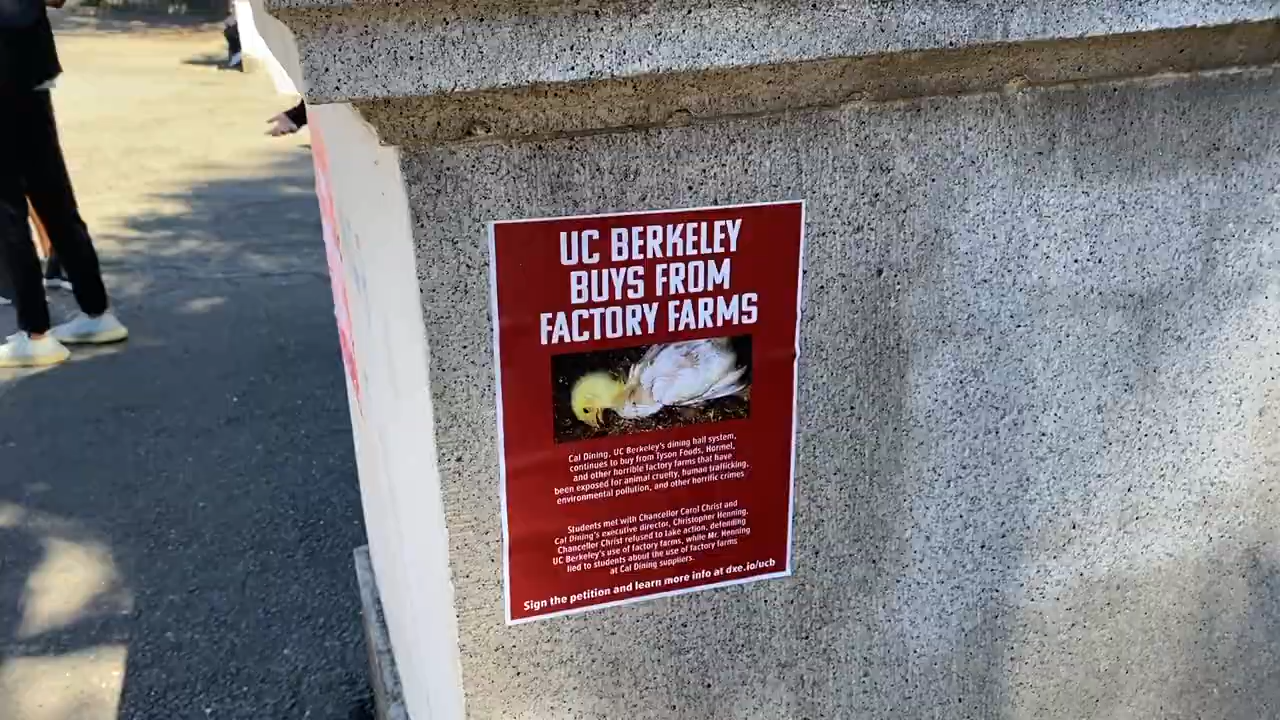 UC BERKELEY
BUYS FROM
FACTORY FARMS
Cal Dining, UC Berkeley's dining hall system,
continues to buy from Tyson Foods, Hormel,
and other horrible factory farms that have
been exposed for animal cruelty, human trafficking,
environmental pollution, and other horrific crimes
Students met with Chancellor Carol Christ and
Cal Dining's executive director, Christopher Henning.
Chancellor Christ refused to take action, defending
UC Berkeley's use of factory farms, while Mr. Henning
lied to students about the use of factory farms
at Cal Dining suppliers.
Sign the petition and learn more info at dxe.io/ucb